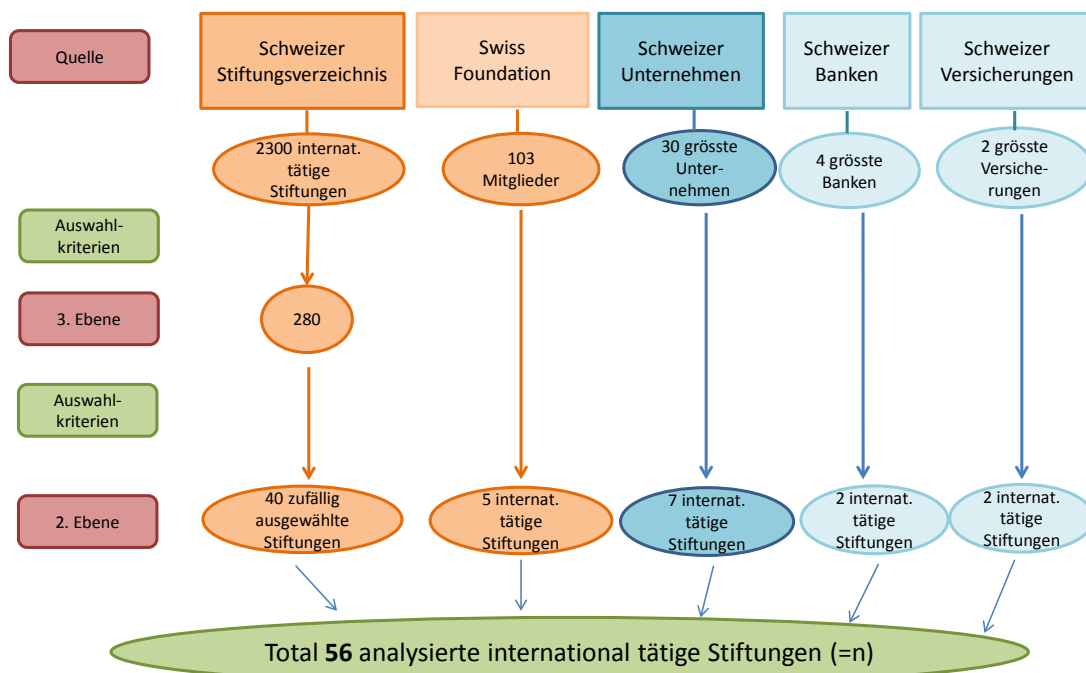 Quelle
Schweizer
Stiftungsverzeichnis
Swiss
Foundation
Schweizer
Unternehmen
Schweizer
Banken
Schweizer
Versicherungen
2300 internat.
tätige
Stiftungen
103
Mitglieder
30 grösste
Unter-
nehmen
4 grösste
Banken
2 grösste
Versiche-
rungen
Auswahl-
kriterien
3. Ebene
280
Auswahl-
kriterien
2. Ebene
40 zufällig
ausgewählte
Stiftungen
5 internat.
tätige
Stiftungen
7 internat.
tätige
Stiftungen
2 internat.
tätige
Stiftungen
2 internat.
tätige
Stiftungen
Total 56 analysierte international tätige Stiftungen (=n)